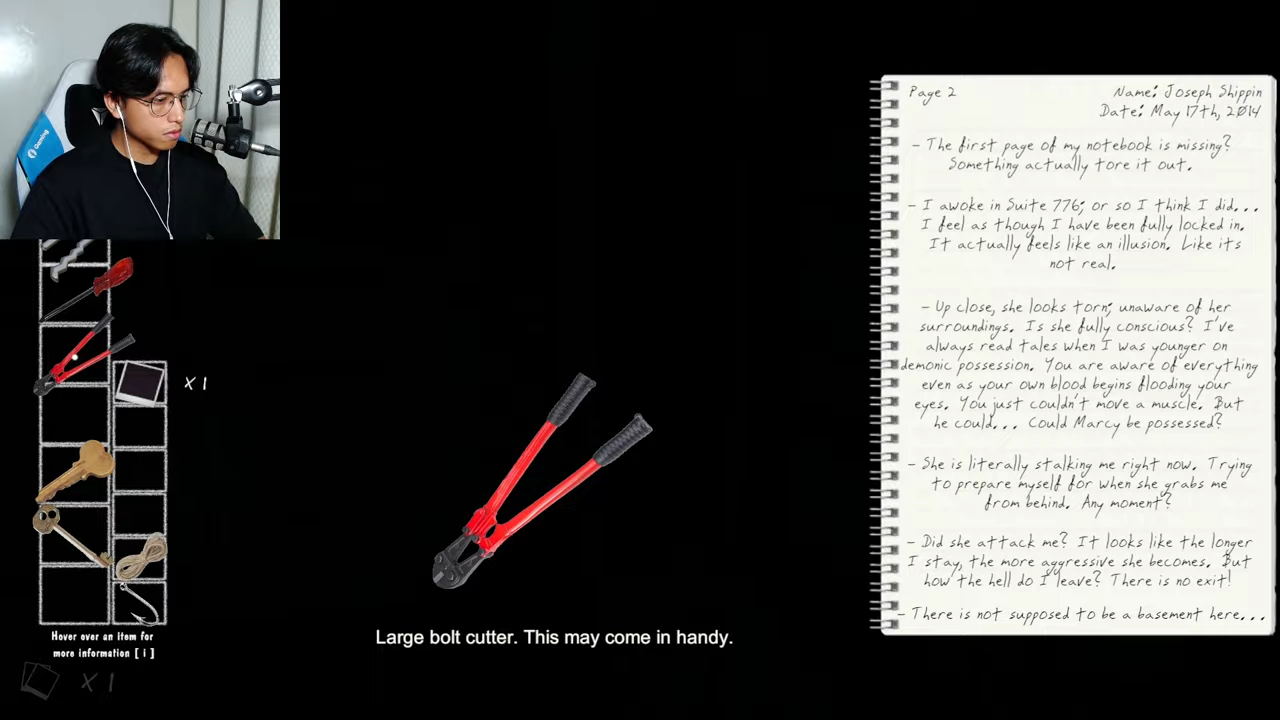 Gaming
Page 2
Name: Joseph Shippin
Date: May 17th, 2014
- The first page of my notebook is missing?
Something actually tore it out.
- I awoke in Suite 776; or so I think I did...
I feel as though I have been fully locked in.
It actually feels like an illusion. Like its
not real.
- Up close, she looks torn; unaware of her
surroundings. Is she fully conscious? I've
always read tales when I was younger on
demonic possession. You are aware of everything
even as your own blood begins flooding your
eyes. You just couldn't move a muscle. But
he could... Could Marcy be possessed?
- She is literally stalking me right now. Trying
to prepare myself for when she grabs me
from behind. Any moment?
- Did she attack me? It looks like the longer
I stay, the more aggressive she becomes. But
how the hell do I leave? There is no exit!
- There is not supposed to be a basement here...
X1
Hover over an item for
more information [ i ]
X1
Large bolt cutter. This may come in handy.